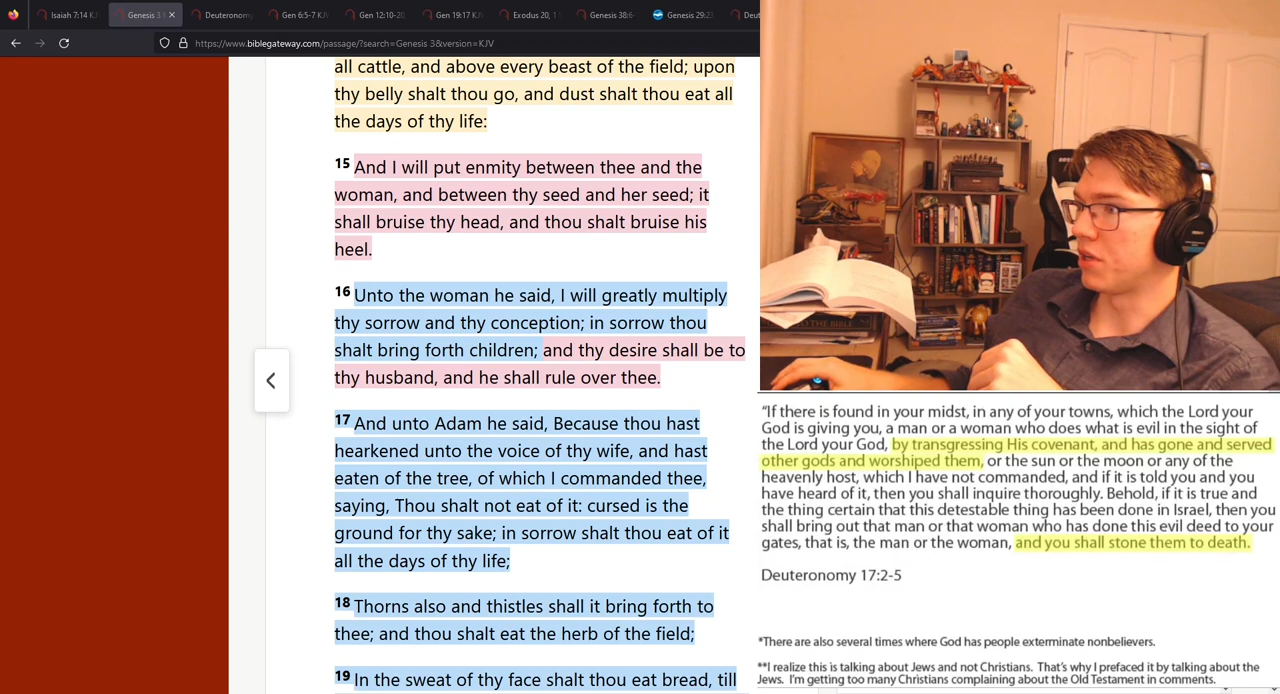 Isaiah 7:14 KJ
Genesis 3
Deuteronomy
Gen 6:5-7 KJV
Gen 12:10-20
Gen 19:17 KJ
Exodus 20, 1
Genesis 38:6-
Genesis 29:23
Deut
https://www.biblegateway.com/passage/?search=Genesis 3&version=KJV
all cattle, and above every beast of the field; upon
thy belly shalt thou go, and dust shalt thou eat all
the days of thy life:
15 And I will put enmity between thee and the
woman, and between thy seed and her seed; it
shall bruise thy head, and thou shalt bruise his
heel.
16 Unto the woman he said, I will greatly multiply
thy sorrow and thy conception; in sorrow thou
shalt bring forth children; and thy desire shall be to
thy husband, and he shall rule over thee.
17 And unto Adam he said, Because thou hast
hearkened unto the voice of thy wife, and hast
eaten of the tree, of which I commanded thee,
saying, Thou shalt not eat of it: cursed is the
ground for thy sake; in sorrow shalt thou eat of it
all the days of thy life;
18 Thorns also and thistles shall it bring forth to
thee; and thou shalt eat the herb of the field;
19 In the sweat of thy face shalt thou eat bread, till
“If there is found in your midst, in any of your towns, which the Lord your
God is giving you, a man or a woman who does what is evil in the sight of
the Lord your God, by transgressing His covenant, and has gone and served
other gods and worshiped them, or the sun or the moon or any of the
heavenly host, which I have not commanded, and if it is told you and you
have heard of it, then you shall inquire thoroughly. Behold, if it is true and
the thing certain that this detestable thing has been done in Israel, then you
shall bring out that man or that woman who has done this evil deed to your
gates, that is, the man or the woman, and you shall stone them to death.
Deuteronomy 17:2-5
*There are also several times where God has people exterminate nonbelievers.
**I realize this is talking about Jews and not Christians. That’s why I prefaced it by talking about the
Jews. I’m getting too many Christians complaining about the Old Testament in comments.